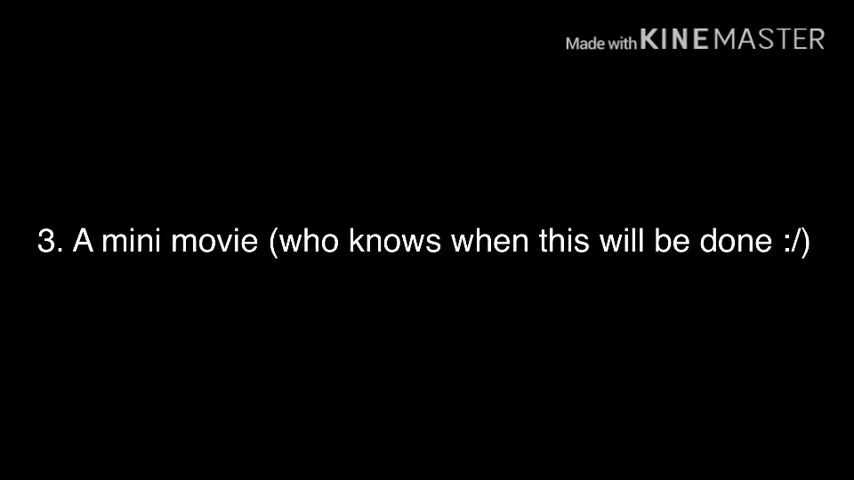 Made with KINEMASTER
3. A mini movie (who knows when this will be done :/)